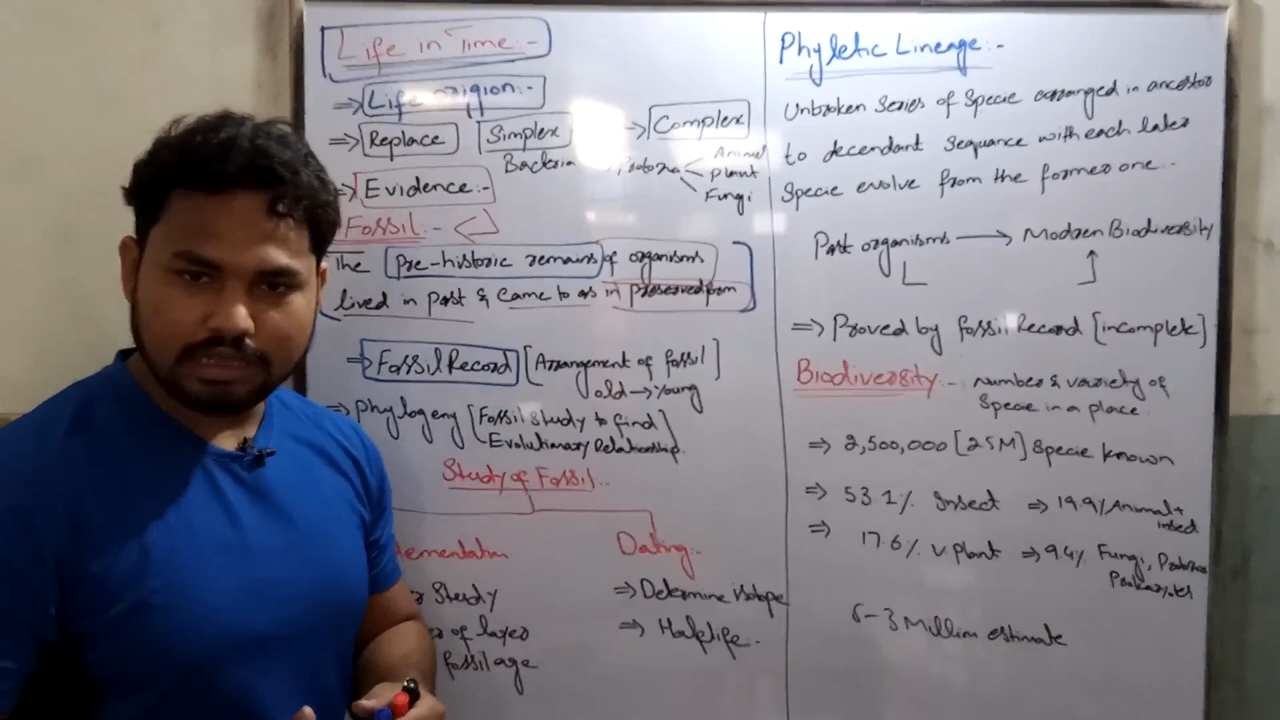 Life in Time:-
⇒ Life origion:-
⇒ Replace Simplex → Complex
Bacteria Protozoa Animal
Plant
Fungi
⇒ Evidence:-
Fossil:-
The Pre-historic remains of organisms
lived in Past & Came to as in preserved form
⇒ Fossil Record [Arrangement of fossil]
old → Young
⇒ Phylogeny [Fossil study to find
Evolutionary Relationship.
Study of Fossil:-
Dating:-
Study ⇒ Determine isotope
of layer ⇒ Halflife:-
fossil age
Phyletic Lineage:-
Unbroken Series of Specie arranged in ancestor
to decendant Sequance with each later
Specie evolve from the former one:-
Past organisms → Modren Biodiversity
⇒ Proved by fossil Record [incomplete]
Biodiversity:- Number & variety of
Specie in a place.
⇒ 2,500,000 [2.5M] Specie known
⇒ 53.1% Insect ⇒ 19.9% Animal +
insect
⇒ 17.6% V. Plant ⇒ 9.4% Fungi, Protozoa
Prokaryotes
Million estimate